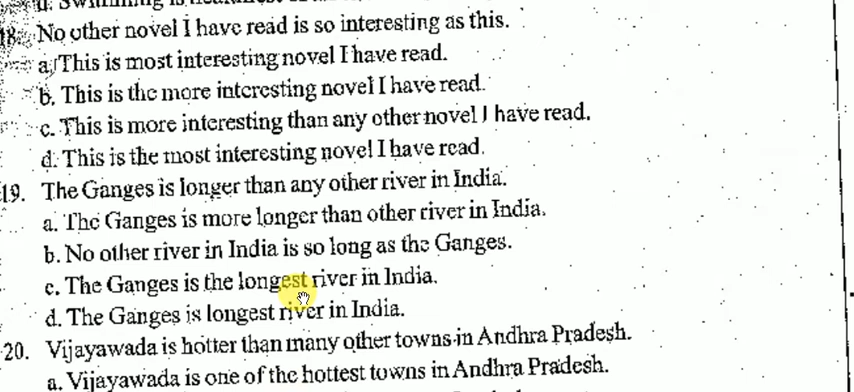 18. No other novel I have read is so interesting as this.
a. This is most interesting novel I have read.
b. This is the more interesting novel I have read.
c. This is more interesting than any other novel I have read.
d. This is the most interesting novel I have read.
19. The Ganges is longer than any other river in India.
a. The Ganges is more longer than other river in India.
b. No other river in India is so long as the Ganges.
c. The Ganges is the longest river in India.
d. The Ganges is longest river in India.
20. Vijayawada is hotter than many other towns in Andhra Pradesh.
a. Vijayawada is one of the hottest towns in Andhra Pradesh.